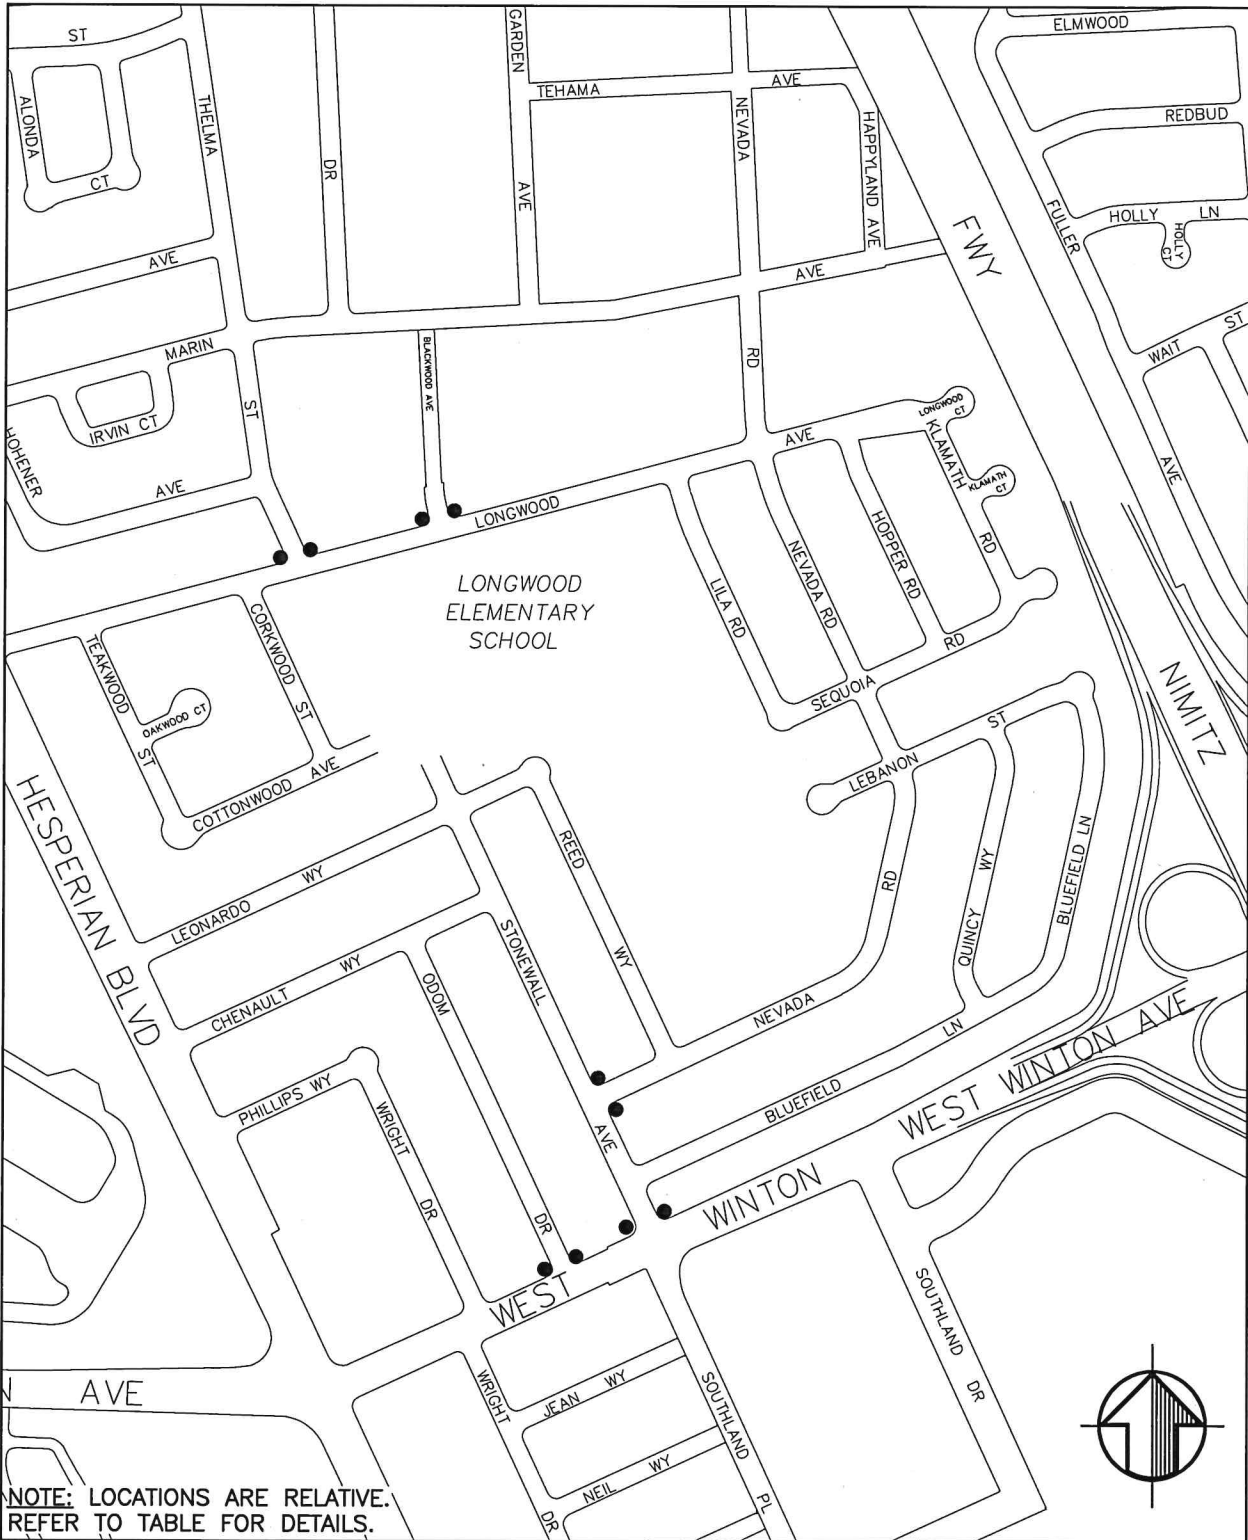 ST
ALONDA
CT
THELMA
ST
DR
GARDEN
AVE
TEHAMA
AVE
NEVADA
RD
HAPPYLAND AVE
AVE
FWY
ELMWOOD
REDBUD
FULLER
AVE
HOLLY LN
HOLLY
CT
WAIT ST
AVE
MARIN
IRVIN CT
HOHENER
AVE
BLACKWOOD AVE
LONGWOOD
AVE
LONGWOOD
CT
KLAMATH
RD
KLAMATH
CT
HOPPER RD
NEVADA RD
LILA RD
SEQUOIA
RD
LONGWOOD
ELEMENTARY
SCHOOL
TEAKWOOD
ST
OAKWOOD CT
CORKWOOD ST
COTTONWOOD AVE
LEBANON
ST
NIMITZ
HESPERIAN BLVD
LEONARDO WY
CHENAULT WY
PHILLIPS WY
WRIGHT
DR
ODOM
DR
STONEWALL
AVE
REED
WY
NEVADA
RD
QUINCY WY
BLUEFIELD LN
BLUEFIELD
LN
WEST WINTON AVE
WEST
WINTON
SOUTHLAND DR
SOUTHLAND
PL
WRIGHT
DR
JEAN WY
NEIL WY
N AVE
NOTE: LOCATIONS ARE RELATIVE.
REFER TO TABLE FOR DETAILS.